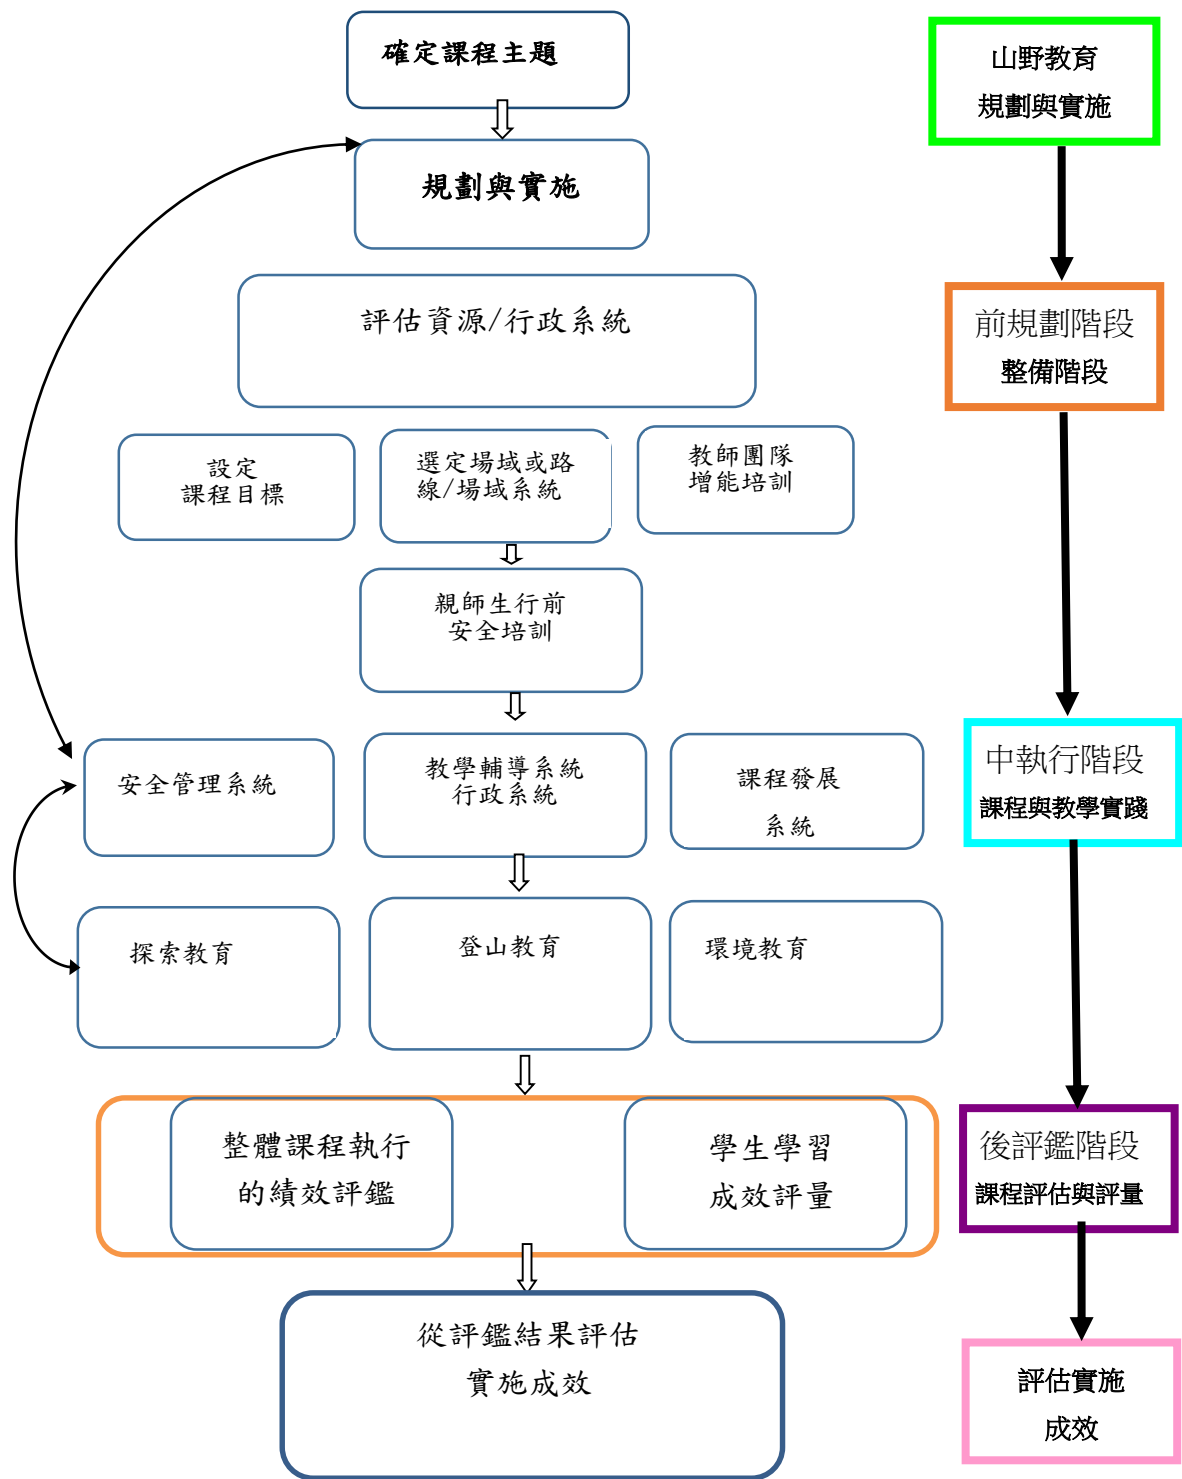 確定課程主題
規劃與實施
評估資源/行政系統
設定
課程目標
選定場域或路
線/場域系統
教師團隊
增能培訓
親師生行前
安全培訓
安全管理系統
教學輔導系統
行政系統
課程發展
系統
探索教育
登山教育
環境教育
整體課程執行
的績效評鑑
學生學習
成效評量
從評鑑結果評估
實施成效
山野教育
規劃與實施
前規劃階段
整備階段
中執行階段
課程與教學實踐
後評鑑階段
課程評估與評量
評估實施
成效